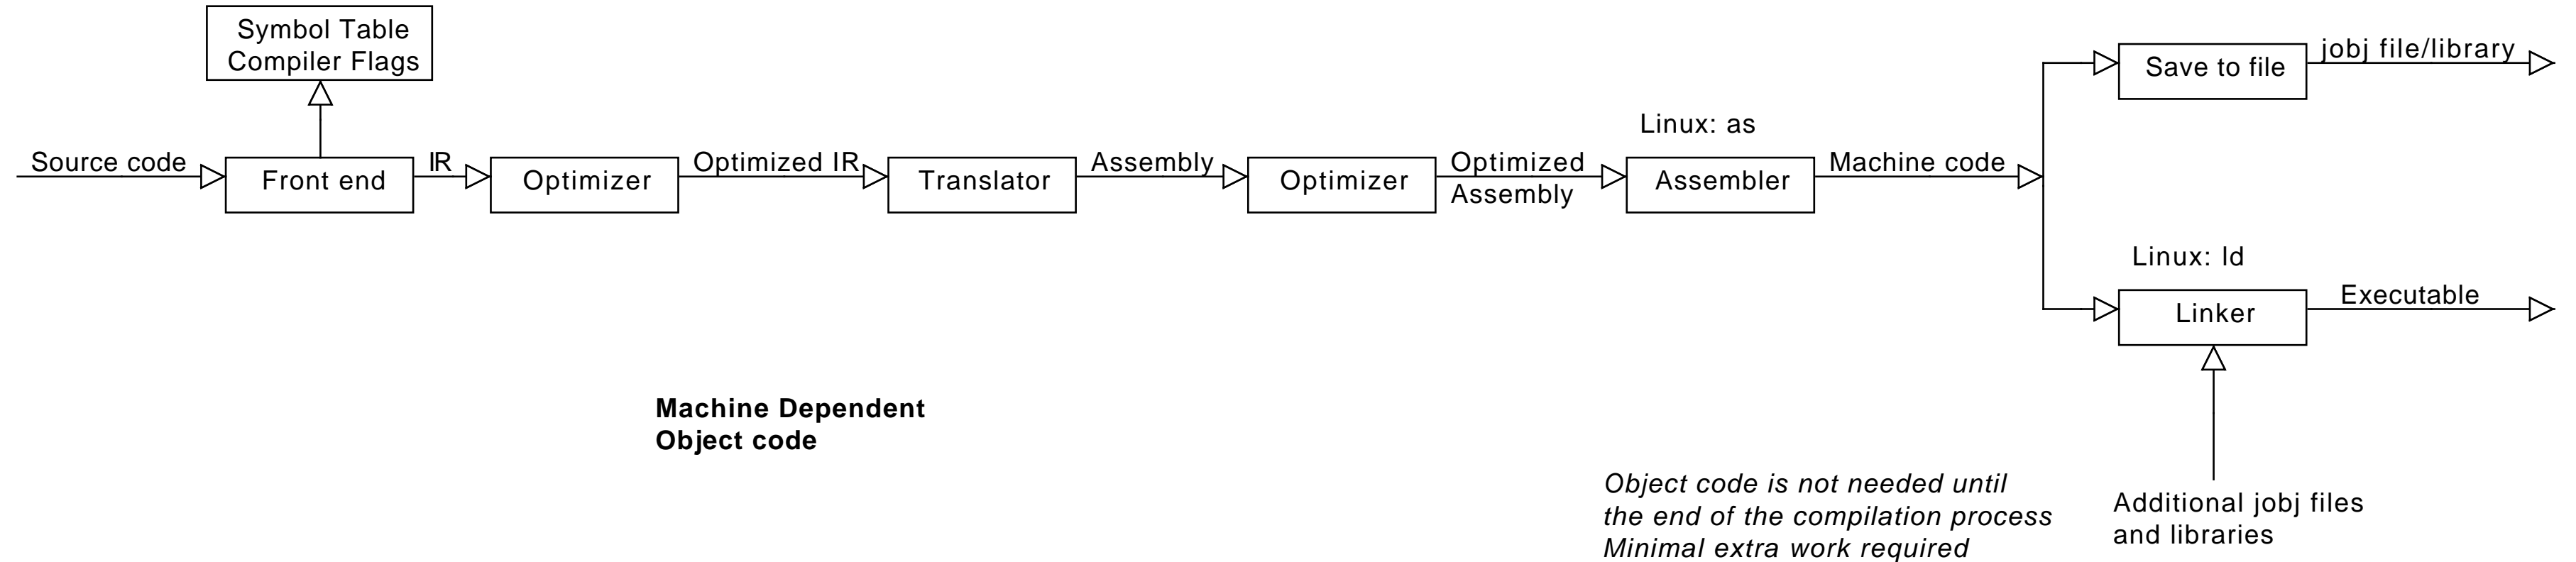 Symbol Table
Compiler Flags
Source code
Front end
IR
Optimizer
Optimized IR
Translator
Assembly
Optimizer
Optimized
Assembly
Linux: as
Assembler
Machine code
Save to file
jobj file/library
Linux: ld
Linker
Executable
Additional jobj files
and libraries
Machine Dependent
Object code
Object code is not needed until
the end of the compilation process
Minimal extra work required